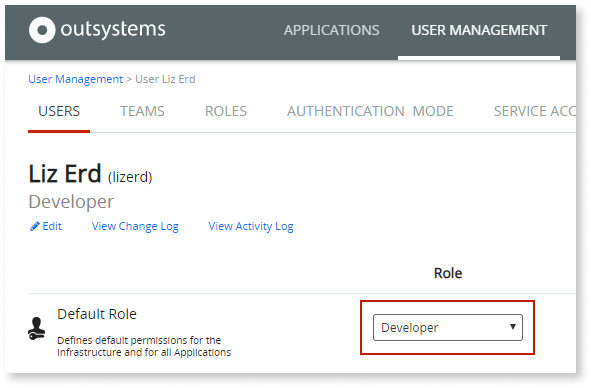 outsystems APPLICATIONS USER MANAGEMENT
User Management > User Liz Erd
USERS TEAMS ROLES AUTHENTICATION MODE SERVICE ACC
Liz Erd (lizerd)
Developer
Edit View Change Log View Activity Log
Role
Default Role
Developer
Defines default permissions for the
Infrastructure and for all Applications